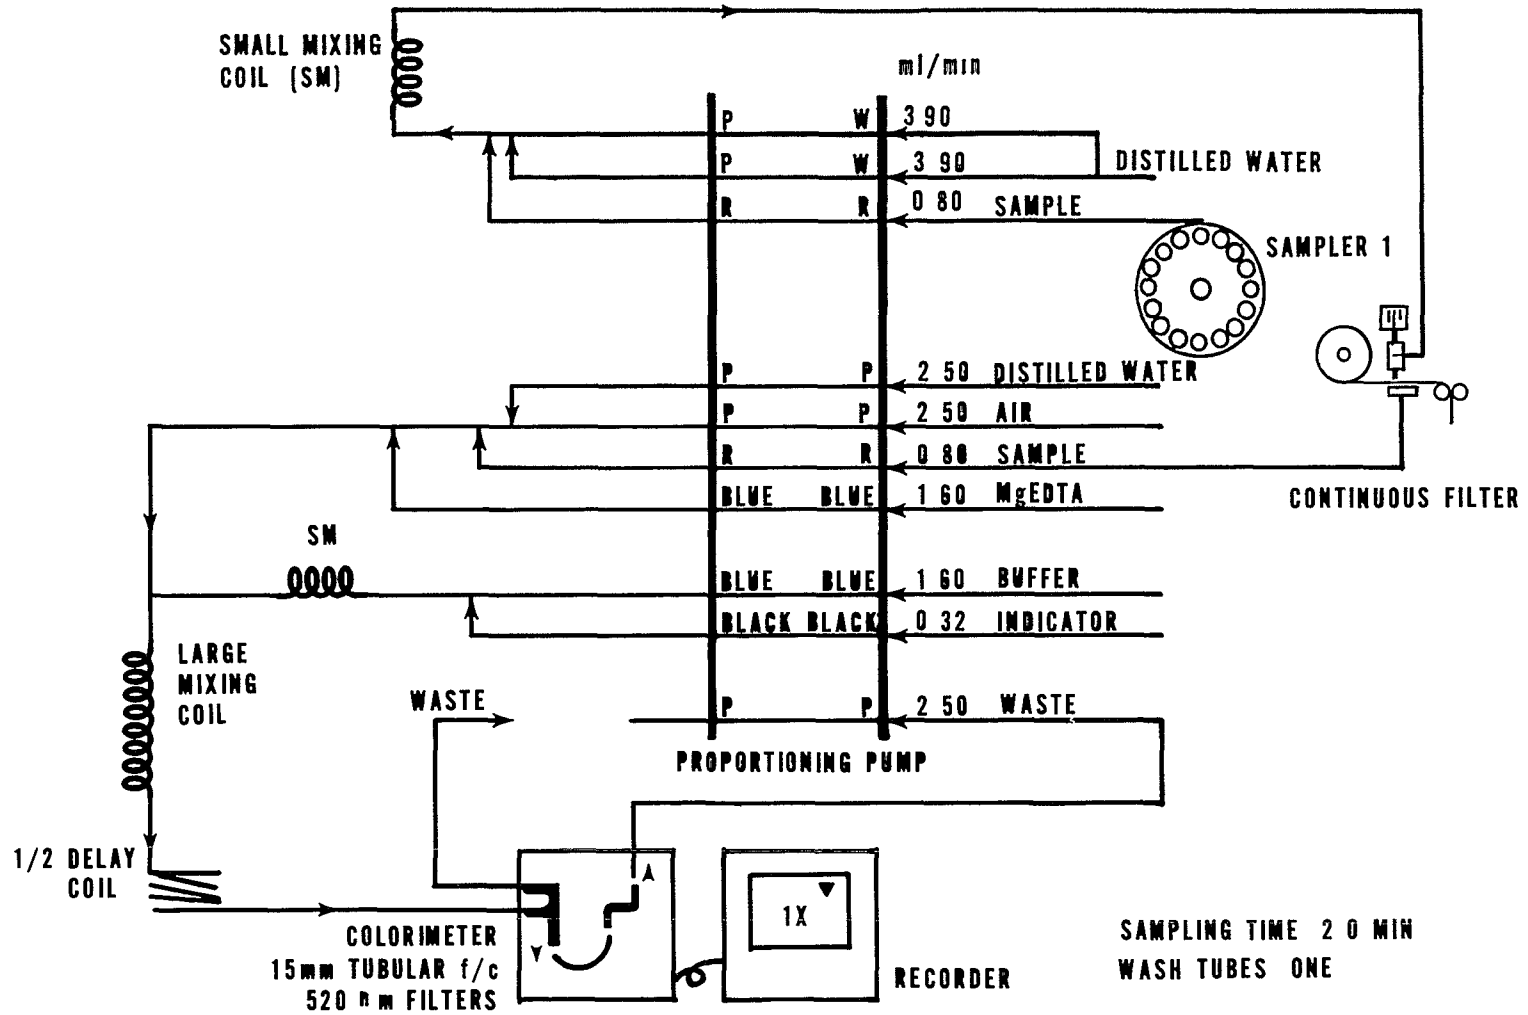 SMALL MIXING
COIL (SM)
ml/min
P W 3 90
P W 3 90 DISTILLED WATER
R R 0 80 SAMPLE
SAMPLER 1
P P 2 50 DISTILLED WATER
P P 2 50 AIR
R R 0 80 SAMPLE
BLUE BLUE 1 60 MgEDTA
CONTINUOUS FILTER
SM
BLUE BLUE 1 60 BUFFER
BLACK BLACK 0 32 INDICATOR
LARGE
MIXING
COIL
WASTE
P P 2 50 WASTE
PROPORTIONING PUMP
1/2 DELAY
COIL
1X
COLORIMETER
15mm TUBULAR f/c
520 nm FILTERS
RECORDER
SAMPLING TIME 2 0 MIN
WASH TUBES ONE